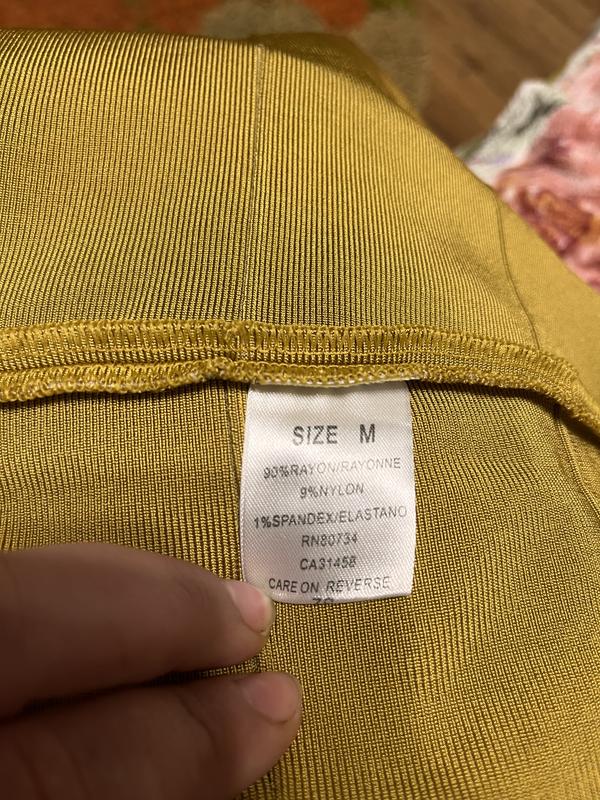 SIZE M
90%RAYON/RAYONNE
9%NYLON
1%SPANDEX/ELASTANO
RN80734
CA31458
CARE ON REVERSE